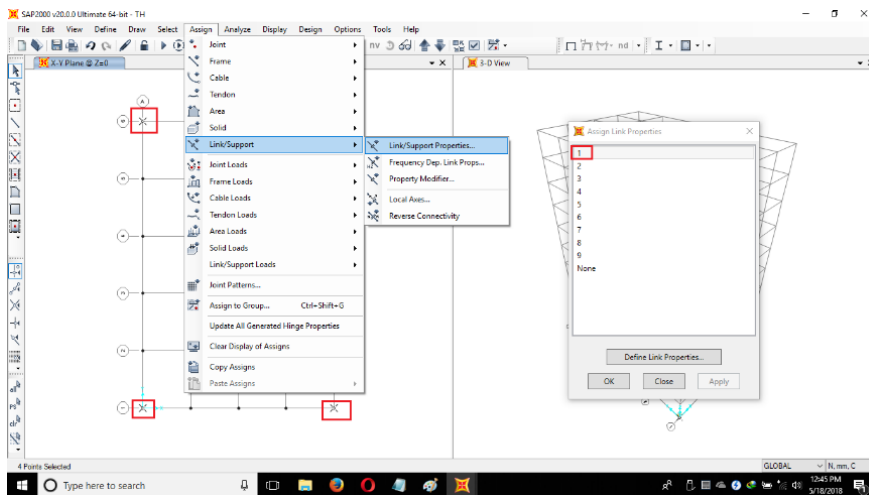 SAP2000 v20.0.0 Ultimate 64-bit - TH
File Edit View Define Draw Select Assign Analyze Display Design Options Tools Help
nv
nd
X-Y Plane @ Z=0
3-D View
Joint
Frame
Cable
Tendon
Area
Solid
Link/Support
Joint Loads
Frame Loads
Cable Loads
Tendon Loads
Area Loads
Solid Loads
Link/Support Loads
Joint Patterns...
Assign to Group... Ctrl+Shift+G
Update All Generated Hinge Properties
Clear Display of Assigns
Copy Assigns
Paste Assigns
Link/Support Properties...
Frequency Dep. Link Props...
Property Modifier...
Local Axes...
Reverse Connectivity
Assign Link Properties
1
2
3
4
5
6
7
8
9
None
Define Link Properties...
OK Close Apply
4 Points Selected
GLOBAL
N, mm, C
Type here to search
12:45 PM
5/18/2018